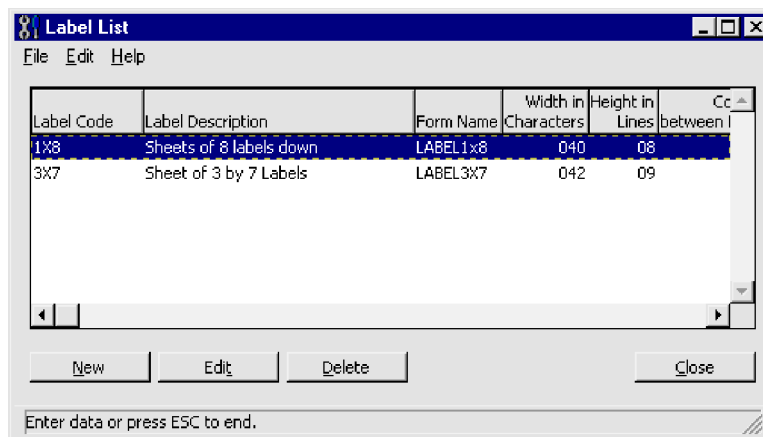 Label List
File Edit Help
Width in Height in
Label Code Label Description Form Name Characters Lines between
1X8 Sheets of 8 labels down LABEL1x8 040 08
3X7 Sheet of 3 by 7 Labels LABEL3X7 042 09
New Edit Delete Close
Enter data or press ESC to end.